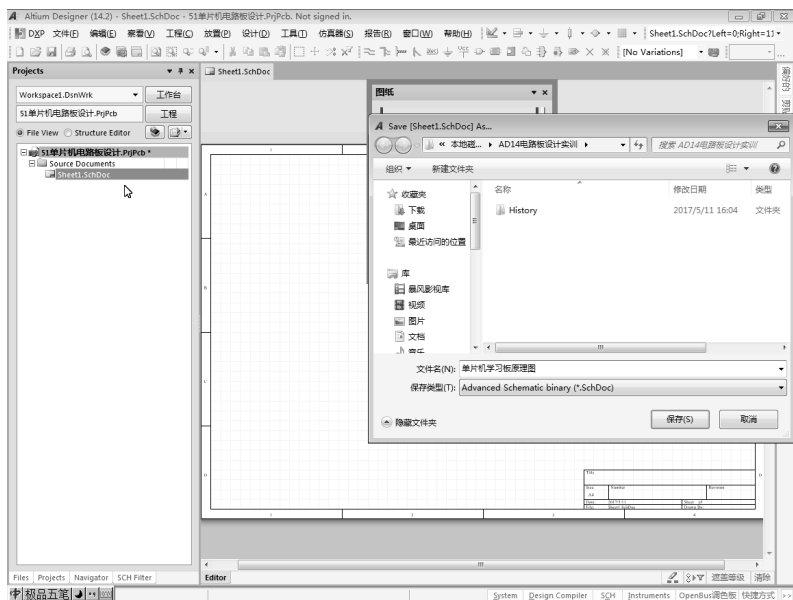 Altium Designer (14.2) - Sheet1.SchDoc - 51单片机电路板设计.PrjPcb. Not signed in.
DXP 文件(F) 编辑(E) 察看(V) 工程(C) 放置(P) 设计(D) 工具(T) 仿真器(S) 报告(R) 窗口(W) 帮助(H) Sheet1.SchDoc?Left=0;Right=11
[No Variations] ...
Projects
Sheet1.SchDoc
Workspace1.DsnWrk 工作台
51单片机电路板设计.PrjPcb 工程
File View Structure Editor
51单片机电路板设计.PrjPcb *
Source Documents
Sheet1.SchDoc
图纸
Save [Sheet1.SchDoc] As...
« 本地磁... ▸ AD14电路板设计实训 ▸ 搜索 AD14电路板设计实训
组织 新建文件夹
收藏夹
下载
桌面
最近访问的位置
库
暴风影视库
视频
图片
文档
音乐
名称 修改日期 类型
History 2017/5/11 16:04 文件夹
文件名(N): 单片机学习板原理图
保存类型(T): Advanced Schematic binary (*.SchDoc)
隐藏文件夹 保存(S) 取消
Title
Size Number Revision
A4
Files Projects Navigator SCH Filter Editor 遮盖等级 清除
中 极品五笔
System Design Compiler SCH Instruments OpenBus调色板 快捷方式 >>